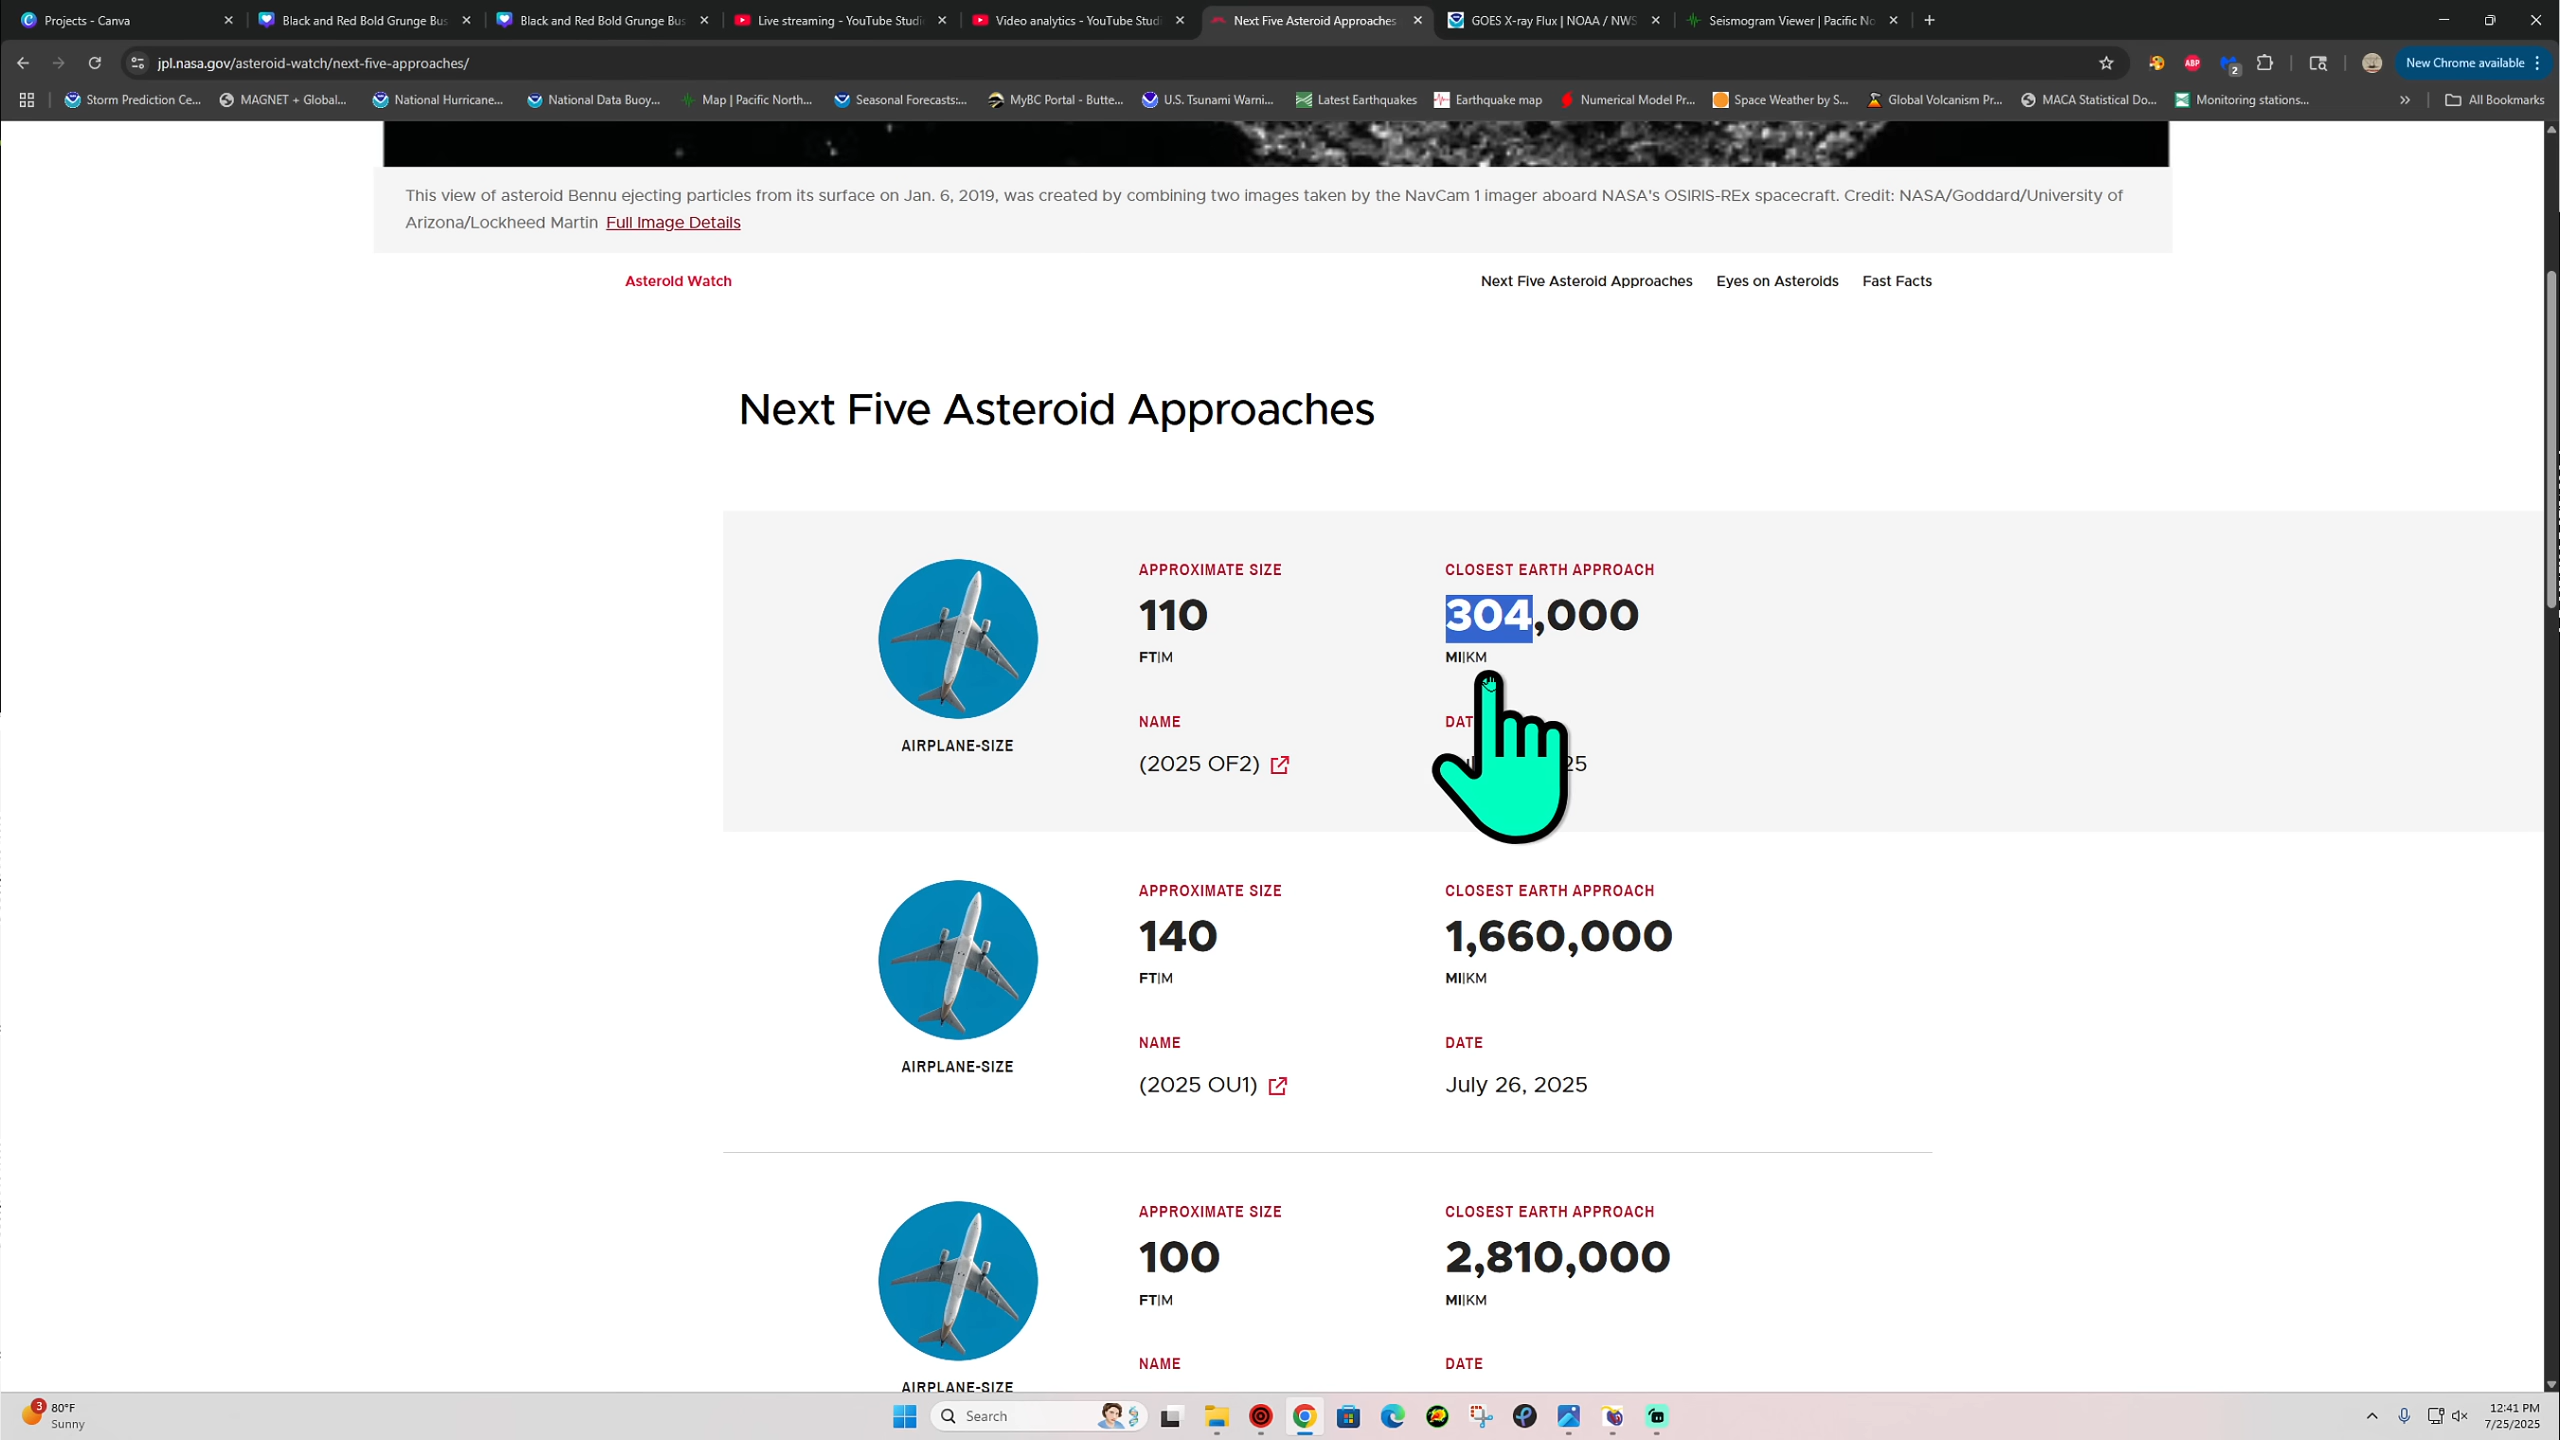 Projects - Canva
Black and Red Bold Grunge Bus
Black and Red Bold Grunge Bus
Live streaming - YouTube Studi
Video analytics - YouTube Studi
Next Five Asteroid Approaches
GOES X-ray Flux | NOAA / NWS
Seismogram Viewer | Pacific No
jpl.nasa.gov/asteroid-watch/next-five-approaches/
ABP
2
New Chrome available
Storm Prediction Ce...
MAGNET + Global...
National Hurricane...
National Data Buoy...
Map | Pacific North...
Seasonal Forecasts:...
MyBC Portal - Butte...
U.S. Tsunami Warni...
Latest Earthquakes
Earthquake map
Numerical Model Pr...
Space Weather by S...
Global Volcanism Pr...
MACA Statistical Do...
Monitoring stations...
All Bookmarks
This view of asteroid Bennu ejecting particles from its surface on Jan. 6, 2019, was created by combining two images taken by the NavCam 1 imager aboard NASA's OSIRIS-REx spacecraft. Credit: NASA/Goddard/University of
Arizona/Lockheed Martin Full Image Details
Asteroid Watch
Next Five Asteroid Approaches
Eyes on Asteroids
Fast Facts
Next Five Asteroid Approaches
APPROXIMATE SIZE
CLOSEST EARTH APPROACH
110
304,000
FT|M
MI|KM
NAME
DAT
AIRPLANE-SIZE
(2025 OF2)
25
APPROXIMATE SIZE
CLOSEST EARTH APPROACH
140
1,660,000
FT|M
MI|KM
NAME
DATE
AIRPLANE-SIZE
(2025 OU1)
July 26, 2025
APPROXIMATE SIZE
CLOSEST EARTH APPROACH
100
2,810,000
FT|M
MI|KM
NAME
DATE
AIRPLANE-SIZE
3
80°F
Sunny
Search
12:41 PM
7/25/2025